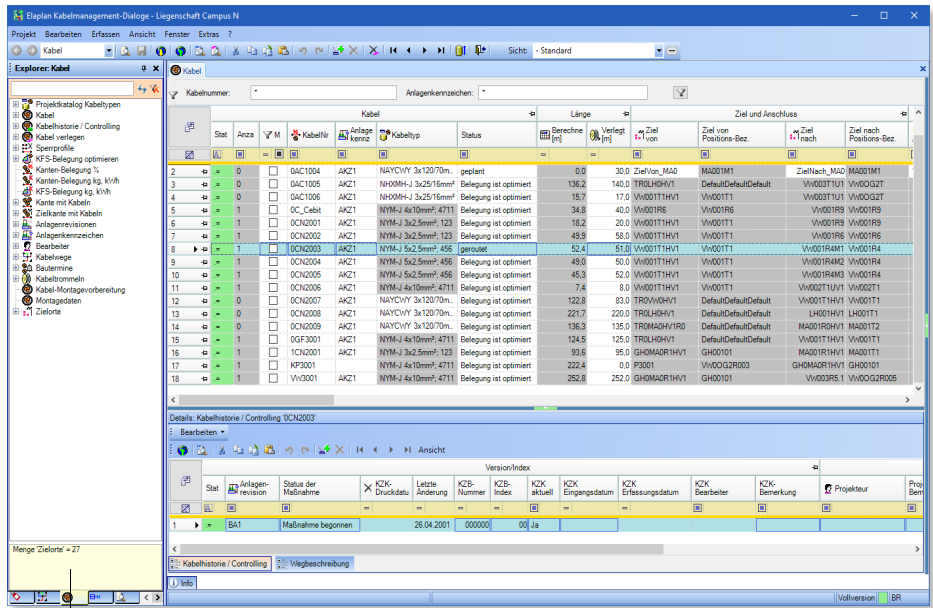 Elaplan Kabelmanagement-Dialoge - Liegenschaft Campus N
Projekt Bearbeiten Erfassen Ansicht Fenster Extras ?
Kabel Sicht: - Standard
Explorer: Kabel
Projektkatalog Kabeltypen
Kabel
Kabelhistorie / Controlling
Kabel verlegen
Sperrprofile
KFS-Belegung optimieren
Kanten-Belegung %
Kanten-Belegung kg, kWh
KFS-Belegung kg, kWh
Kante mit Kabeln
Zielkante mit Kabeln
Anlagenrevisionen
Anlagenkennzeichen
Bearbeiter
Kabelwege
Bautermine
Kabeltrommeln
Kabel-Montagevorbereitung
Montagedaten
Zielorte
Menge 'Zielorte' = 27
Kabel
Kabelnummer: * Anlagenkennzeichen: *
Kabel Länge Ziel und Anschluss
Stat Anza M KabelNr Anlage kennz Kabeltyp Status Berechne [m] Verlegt [m] Ziel von Ziel von Positions-Bez. Ziel nach Ziel nach Positions-Bez.
2 .= 0 0AC1004 AKZ1 NAYCWY 3x120/70m.. geplant 0,0 30,0 ZielVon_MA0 MA001M1 ZielNach_MA0 MA001M1
3 .= 0 0AC1005 AKZ1 NHXMH-J 3x25/16mm² Belegung ist optimiert 136,2 140,0 TR0LH0HV1 DefaultDefaultDefault VW003T1U1 VW0OG2T
4 .= 0 0AC1006 AKZ1 NHXMH-J 3x25/16mm² Belegung ist optimiert 15,7 17,0 VW001T1HV1 VW001T1 VW003T1U1 VW0OG2T
5 .= 1 0C_Cebit AKZ1 NYM-J 4x10mm²; 4711 Belegung ist optimiert 34,8 40,0 VW001R6 VW001R6 VW001R9 VW001R9
6 .= 1 0CN2001 AKZ1 NYM-J 3x2,5mm²; 123 Belegung ist optimiert 18,2 20,0 VW001T1HV1 VW001T1 VW001R9 VW001R9
7 .= 1 0CN2002 AKZ1 NYM-J 3x2,5mm²; 123 Belegung ist optimiert 49,9 58,0 VW001T1HV1 VW001T1 VW001R6 VW001R6
8 .= 1 0CN2003 AKZ1 NYM-J 5x2,5mm²; 456 geroutet 52,4 51,0 VW001T1HV1 VW001T1 VW001R4M1 VW001R4
9 .= 1 0CN2004 AKZ1 NYM-J 5x2,5mm²; 456 Belegung ist optimiert 49,0 50,0 VW001T1HV1 VW001T1 VW001R4M2 VW001R4
10 .= 1 0CN2005 AKZ1 NYM-J 5x2,5mm²; 456 Belegung ist optimiert 45,3 52,0 VW001T1HV1 VW001T1 VW001R4M3 VW001R4
11 .= 1 0CN2006 AKZ1 NYM-J 4x10mm²; 4711 Belegung ist optimiert 7,4 8,0 VW001T1HV1 VW001T1 VW002T1UV1 VW002T1
12 .= 0 0CN2007 AKZ1 NAYCWY 3x120/70m.. Belegung ist optimiert 122,8 83,0 TR0VW0HV1 DefaultDefaultDefault VW001T1HV1 VW001T1
13 .= 0 0CN2008 AKZ1 NAYCWY 3x120/70m.. Belegung ist optimiert 221,7 220,0 TR0LH0HV1 DefaultDefaultDefault LH001HV1 LH001T1
14 .= 0 0CN2009 AKZ1 NAYCWY 3x120/70m.. Belegung ist optimiert 136,3 135,0 TR0MA0HV1R0 DefaultDefaultDefault MA001R0HV1 MA001T2
15 .= 1 0GF3001 AKZ1 NYM-J 4x10mm²; 4711 Belegung ist optimiert 124,5 125,0 TR0LH0HV1 DefaultDefaultDefault VW001T1HV1 VW001T1
16 .= 1 1CN2001 AKZ1 NYM-J 3x2,5mm²; 123 Belegung ist optimiert 93,6 95,0 GH0MA0R1HV1 GH00101 MA001R1HV1 MA001T1
17 .= 1 KP3001 NYM-J 4x10mm²; 4711 Belegung ist optimiert 222,4 0,0 P3001 VW0OG2R003 GH0MA0R1HV1 GH00101
18 .= 1 VW3001 AKZ1 NYM-J 4x10mm²; 4711 Belegung ist optimiert 252,8 252,0 GH0MA0R1HV1 GH00101 VW003R5.1 VW0OG2R005
Details: Kabelhistorie / Controlling '0CN2003'
Bearbeiten
Ansicht
Version/Index
Stat Anlagen-revision Status der Maßnahme KZK-Druckdatu Letzte Änderung KZB-Nummer KZB-Index KZK aktuell KZK Eingangsdatum KZK Erfassungsdatum KZK Bearbeiter KZK-Bemerkung Projekteur Proj Bem
1 .= BA1 Maßnahme begonnen 26.04.2001 000000 00 Ja
Kabelhistorie / Controlling Wegbeschreibung
Info
Vollversion BR